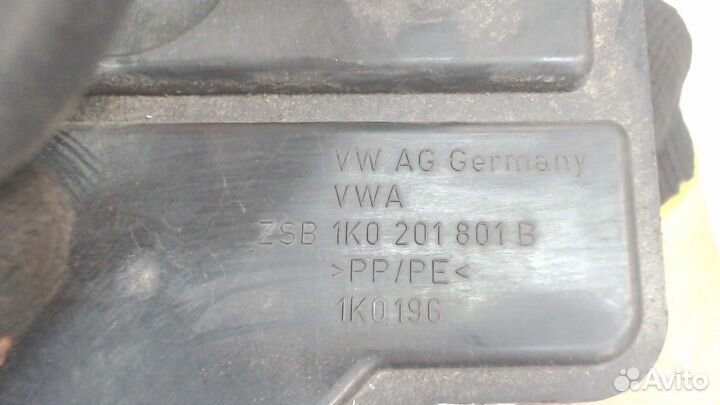 VW AG Germany
VWA
ZSB 1K0 201 801 B
>PP/PE<
1K0196
Avito